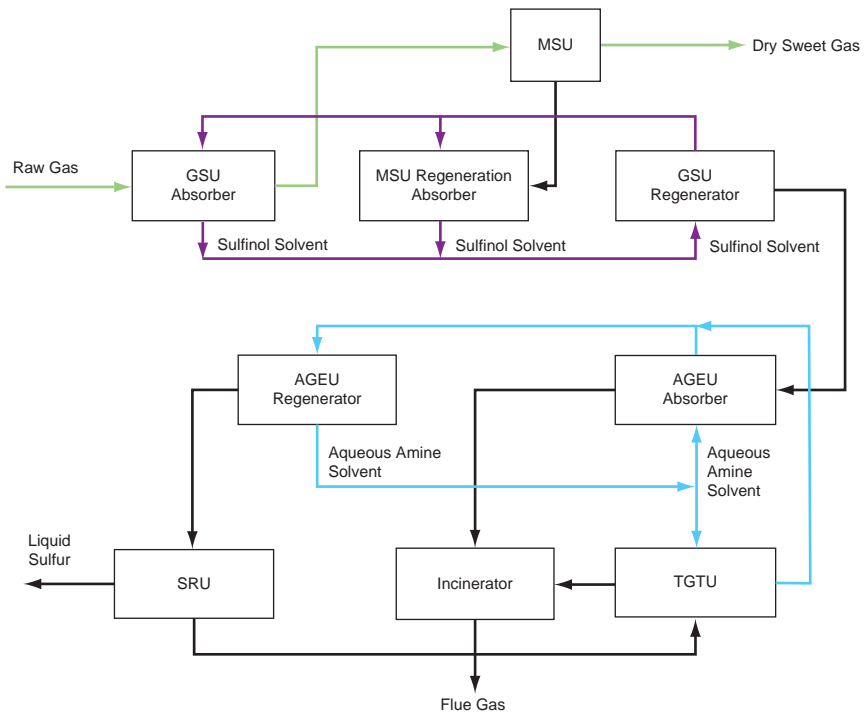 MSU
Dry Sweet Gas
Raw Gas
GSU
Absorber
MSU Regeneration
Absorber
GSU
Regenerator
Sulfinol Solvent
Sulfinol Solvent
Sulfinol Solvent
AGEU
Regenerator
AGEU
Absorber
Aqueous Amine
Solvent
Aqueous
Amine
Solvent
Liquid
Sulfur
SRU
Incinerator
TGTU
Flue Gas